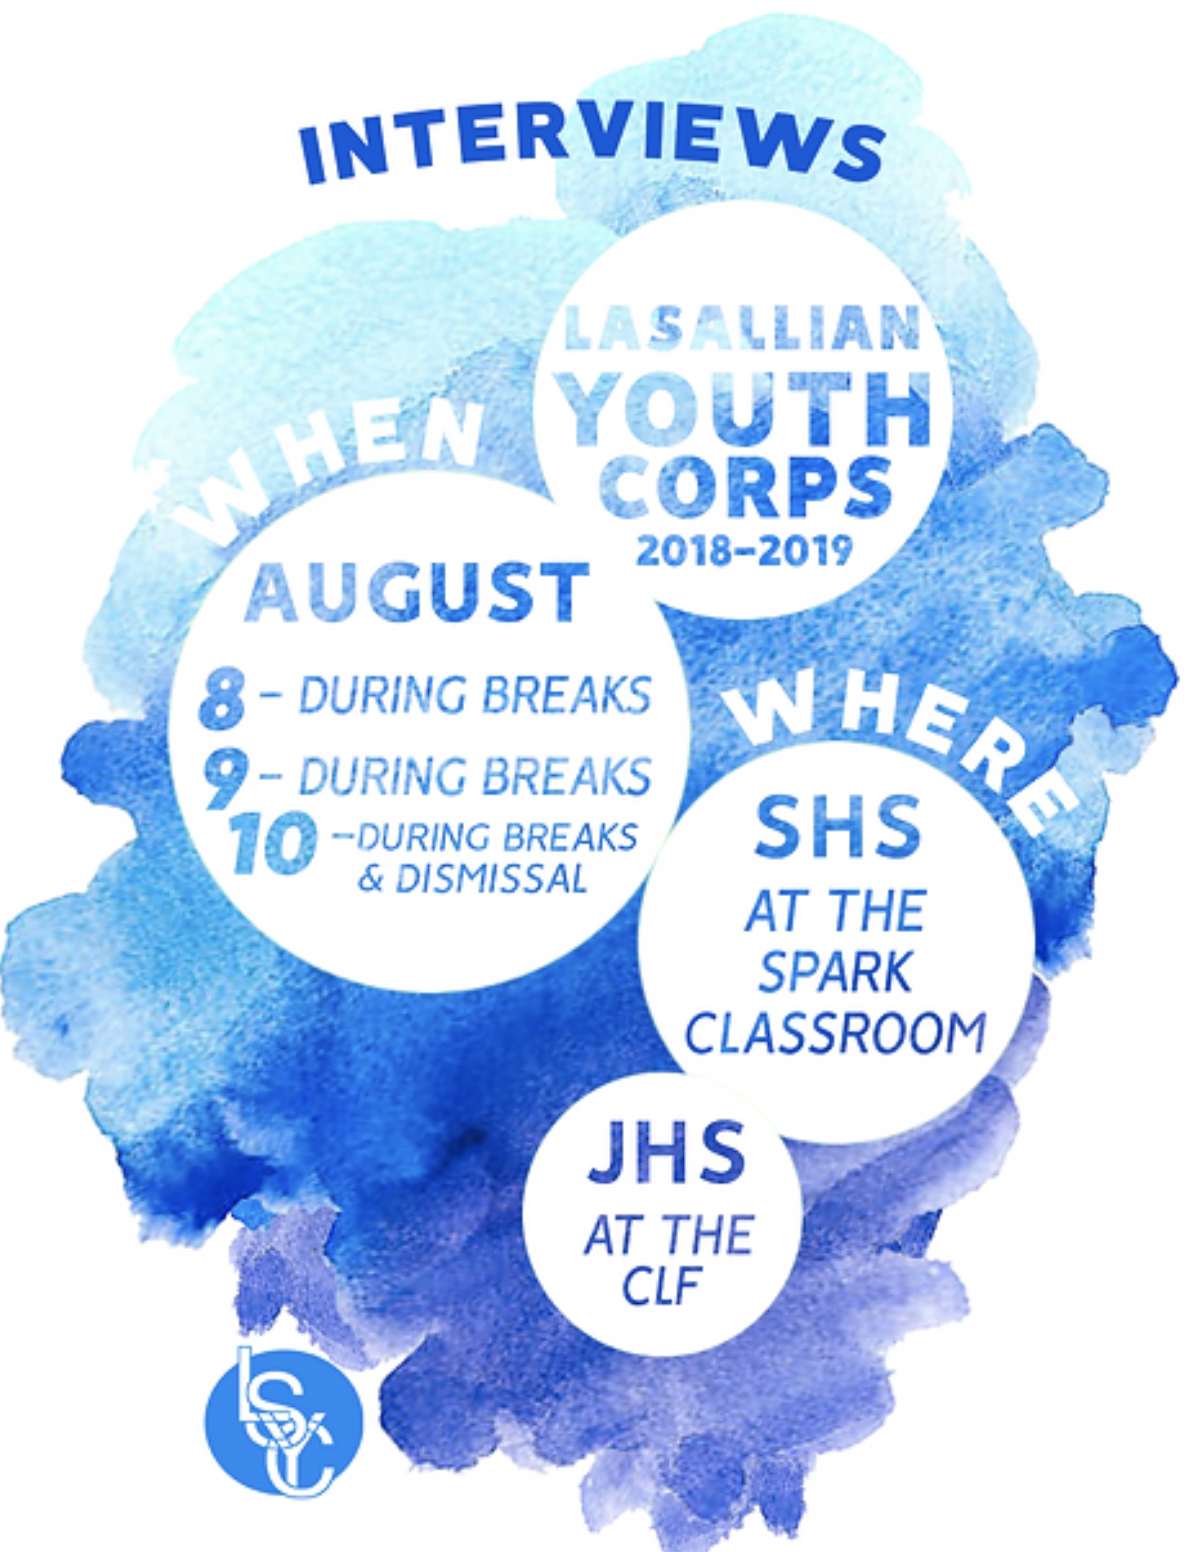 INTERVIEWS
LASALLIAN
YOUTH
CORPS
2018-2019
WHEN
AUGUST
8 - DURING BREAKS
9 - DURING BREAKS
10 -DURING BREAKS
& DISMISSAL
WHERE
SHS
AT THE
SPARK
CLASSROOM
JHS
AT THE
CLF
LSYC